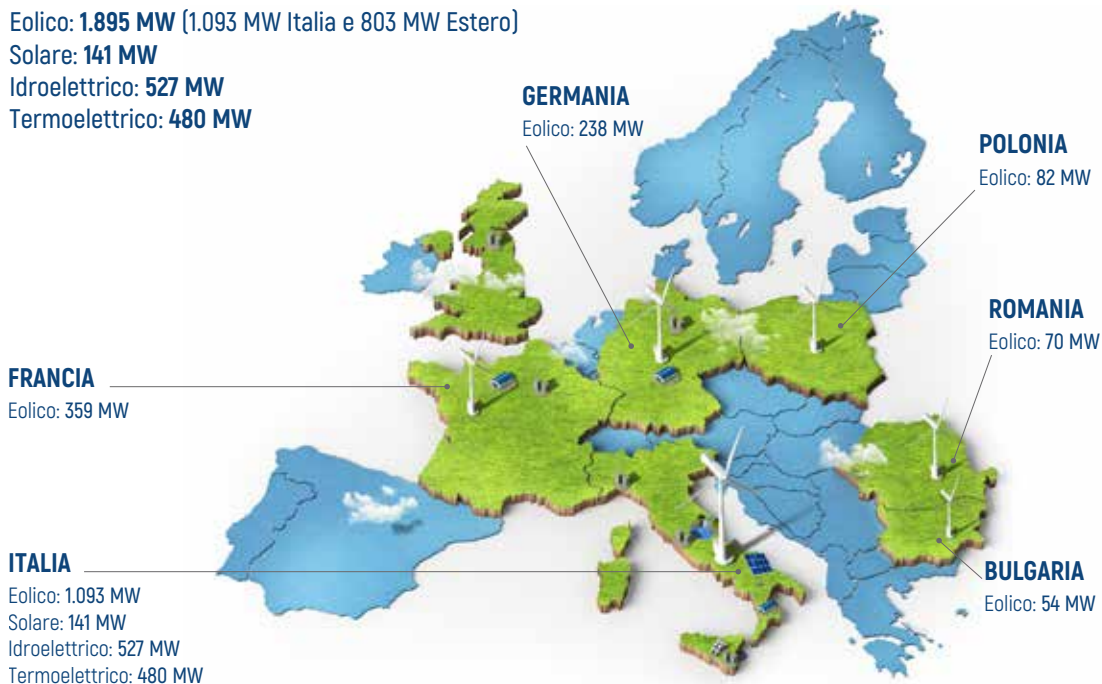 Eolico: 1.895 MW (1.093 MW Italia e 803 MW Estero)
Solare: 141 MW
Idroelettrico: 527 MW
Termoelettrico: 480 MW
GERMANIA
Eolico: 238 MW
POLONIA
Eolico: 82 MW
ROMANIA
Eolico: 70 MW
FRANCIA
Eolico: 359 MW
ITALIA
Eolico: 1.093 MW
Solare: 141 MW
Idroelettrico: 527 MW
Termoelettrico: 480 MW
BULGARIA
Eolico: 54 MW